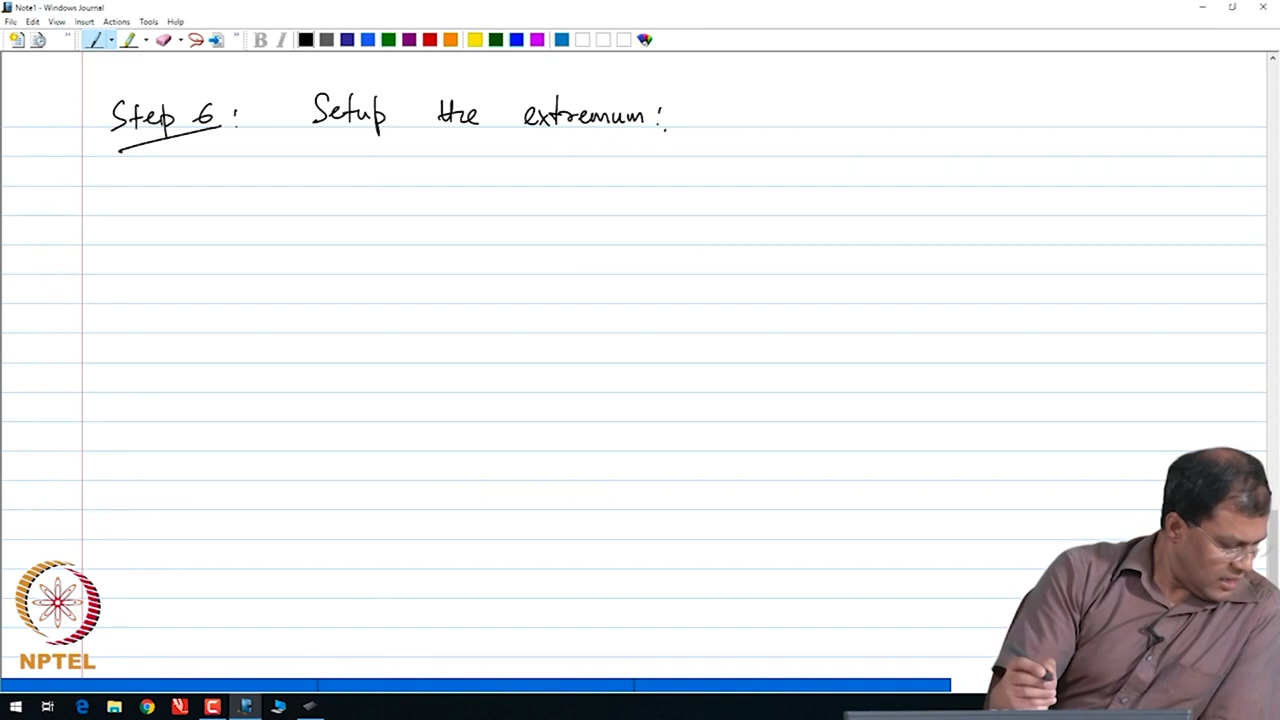 Note1 - Windows Journal
File Edit View Insert Actions Tools Help
B I
Step 6: Setup the extremum:
NPTEL